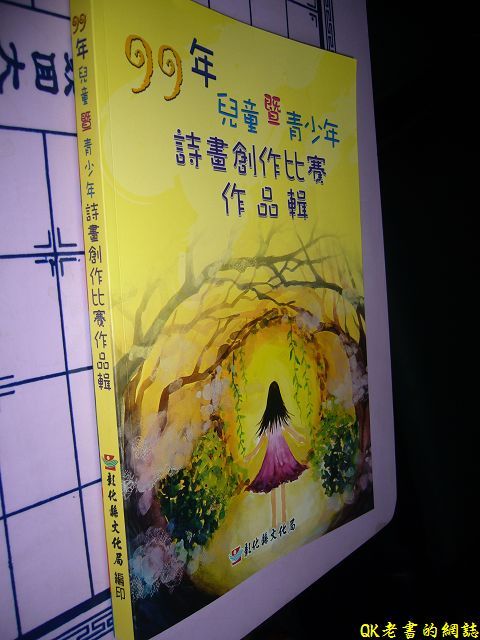 99年
兒童暨青少年
詩畫創作比賽
作品輯
彰化縣文化局
99年兒童暨青少年詩畫創作比賽作品輯
彰化縣文化局 編印
QK老書的網誌